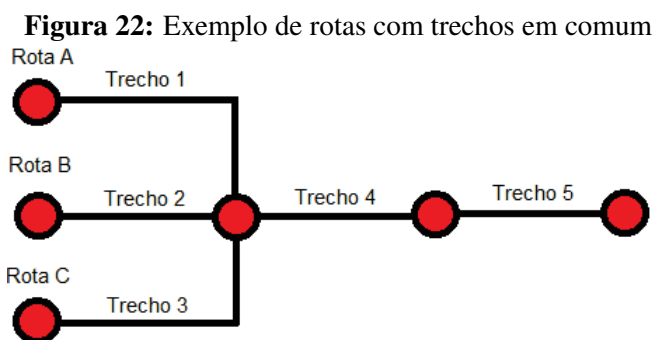 Figura 22: Exemplo de rotas com trechos em comum
Rota A
Trecho 1
Rota B
Trecho 2
Trecho 4
Trecho 5
Rota C
Trecho 3